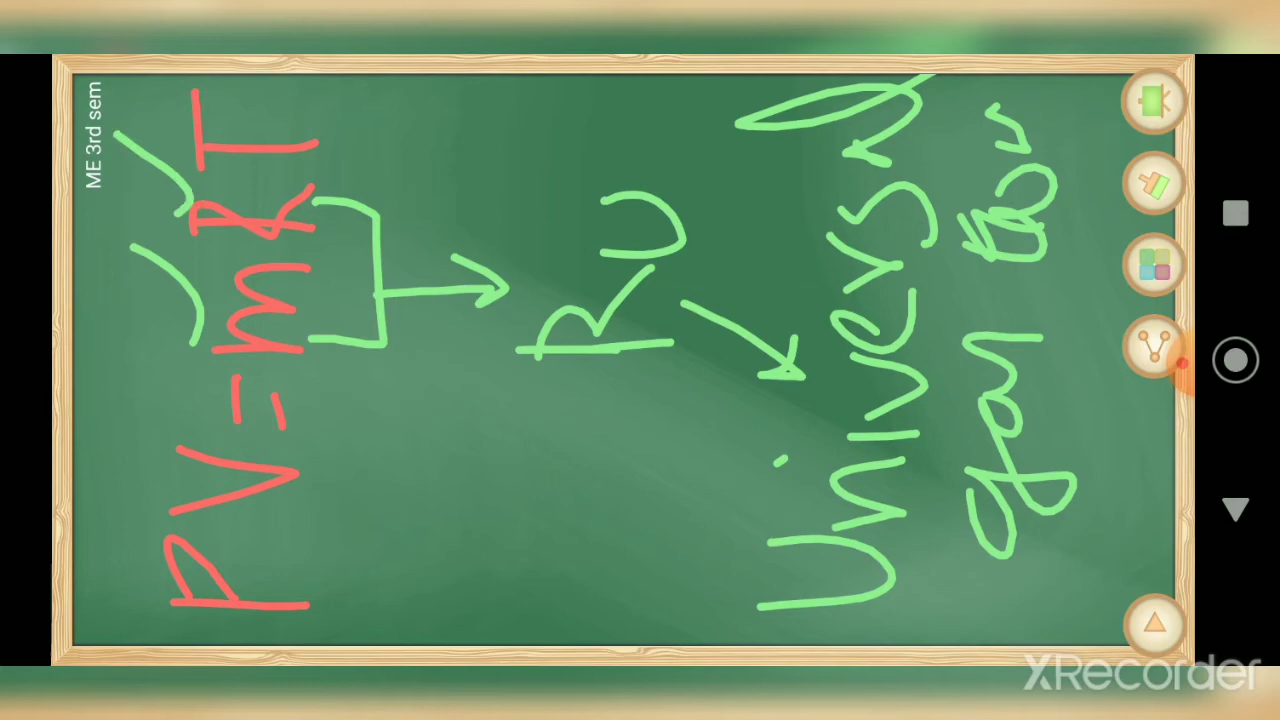 ME 3rd sem
PV = mRT
RU
Universal
gas
XRecorder